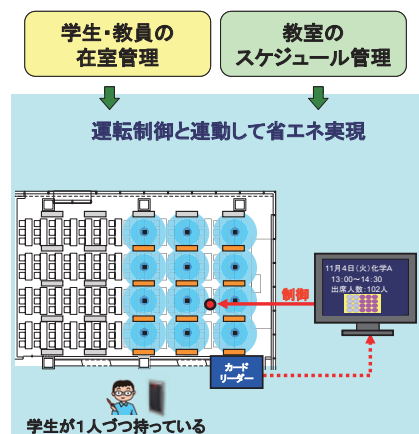 学生・教員の
在室管理
教室の
スケジュール管理
運転制御と連動して省エネ実現
11月4日(火)化学A
13:00〜14:30
出席人数:102人
制御
カード
リーダー
学生が1人づつ持っている